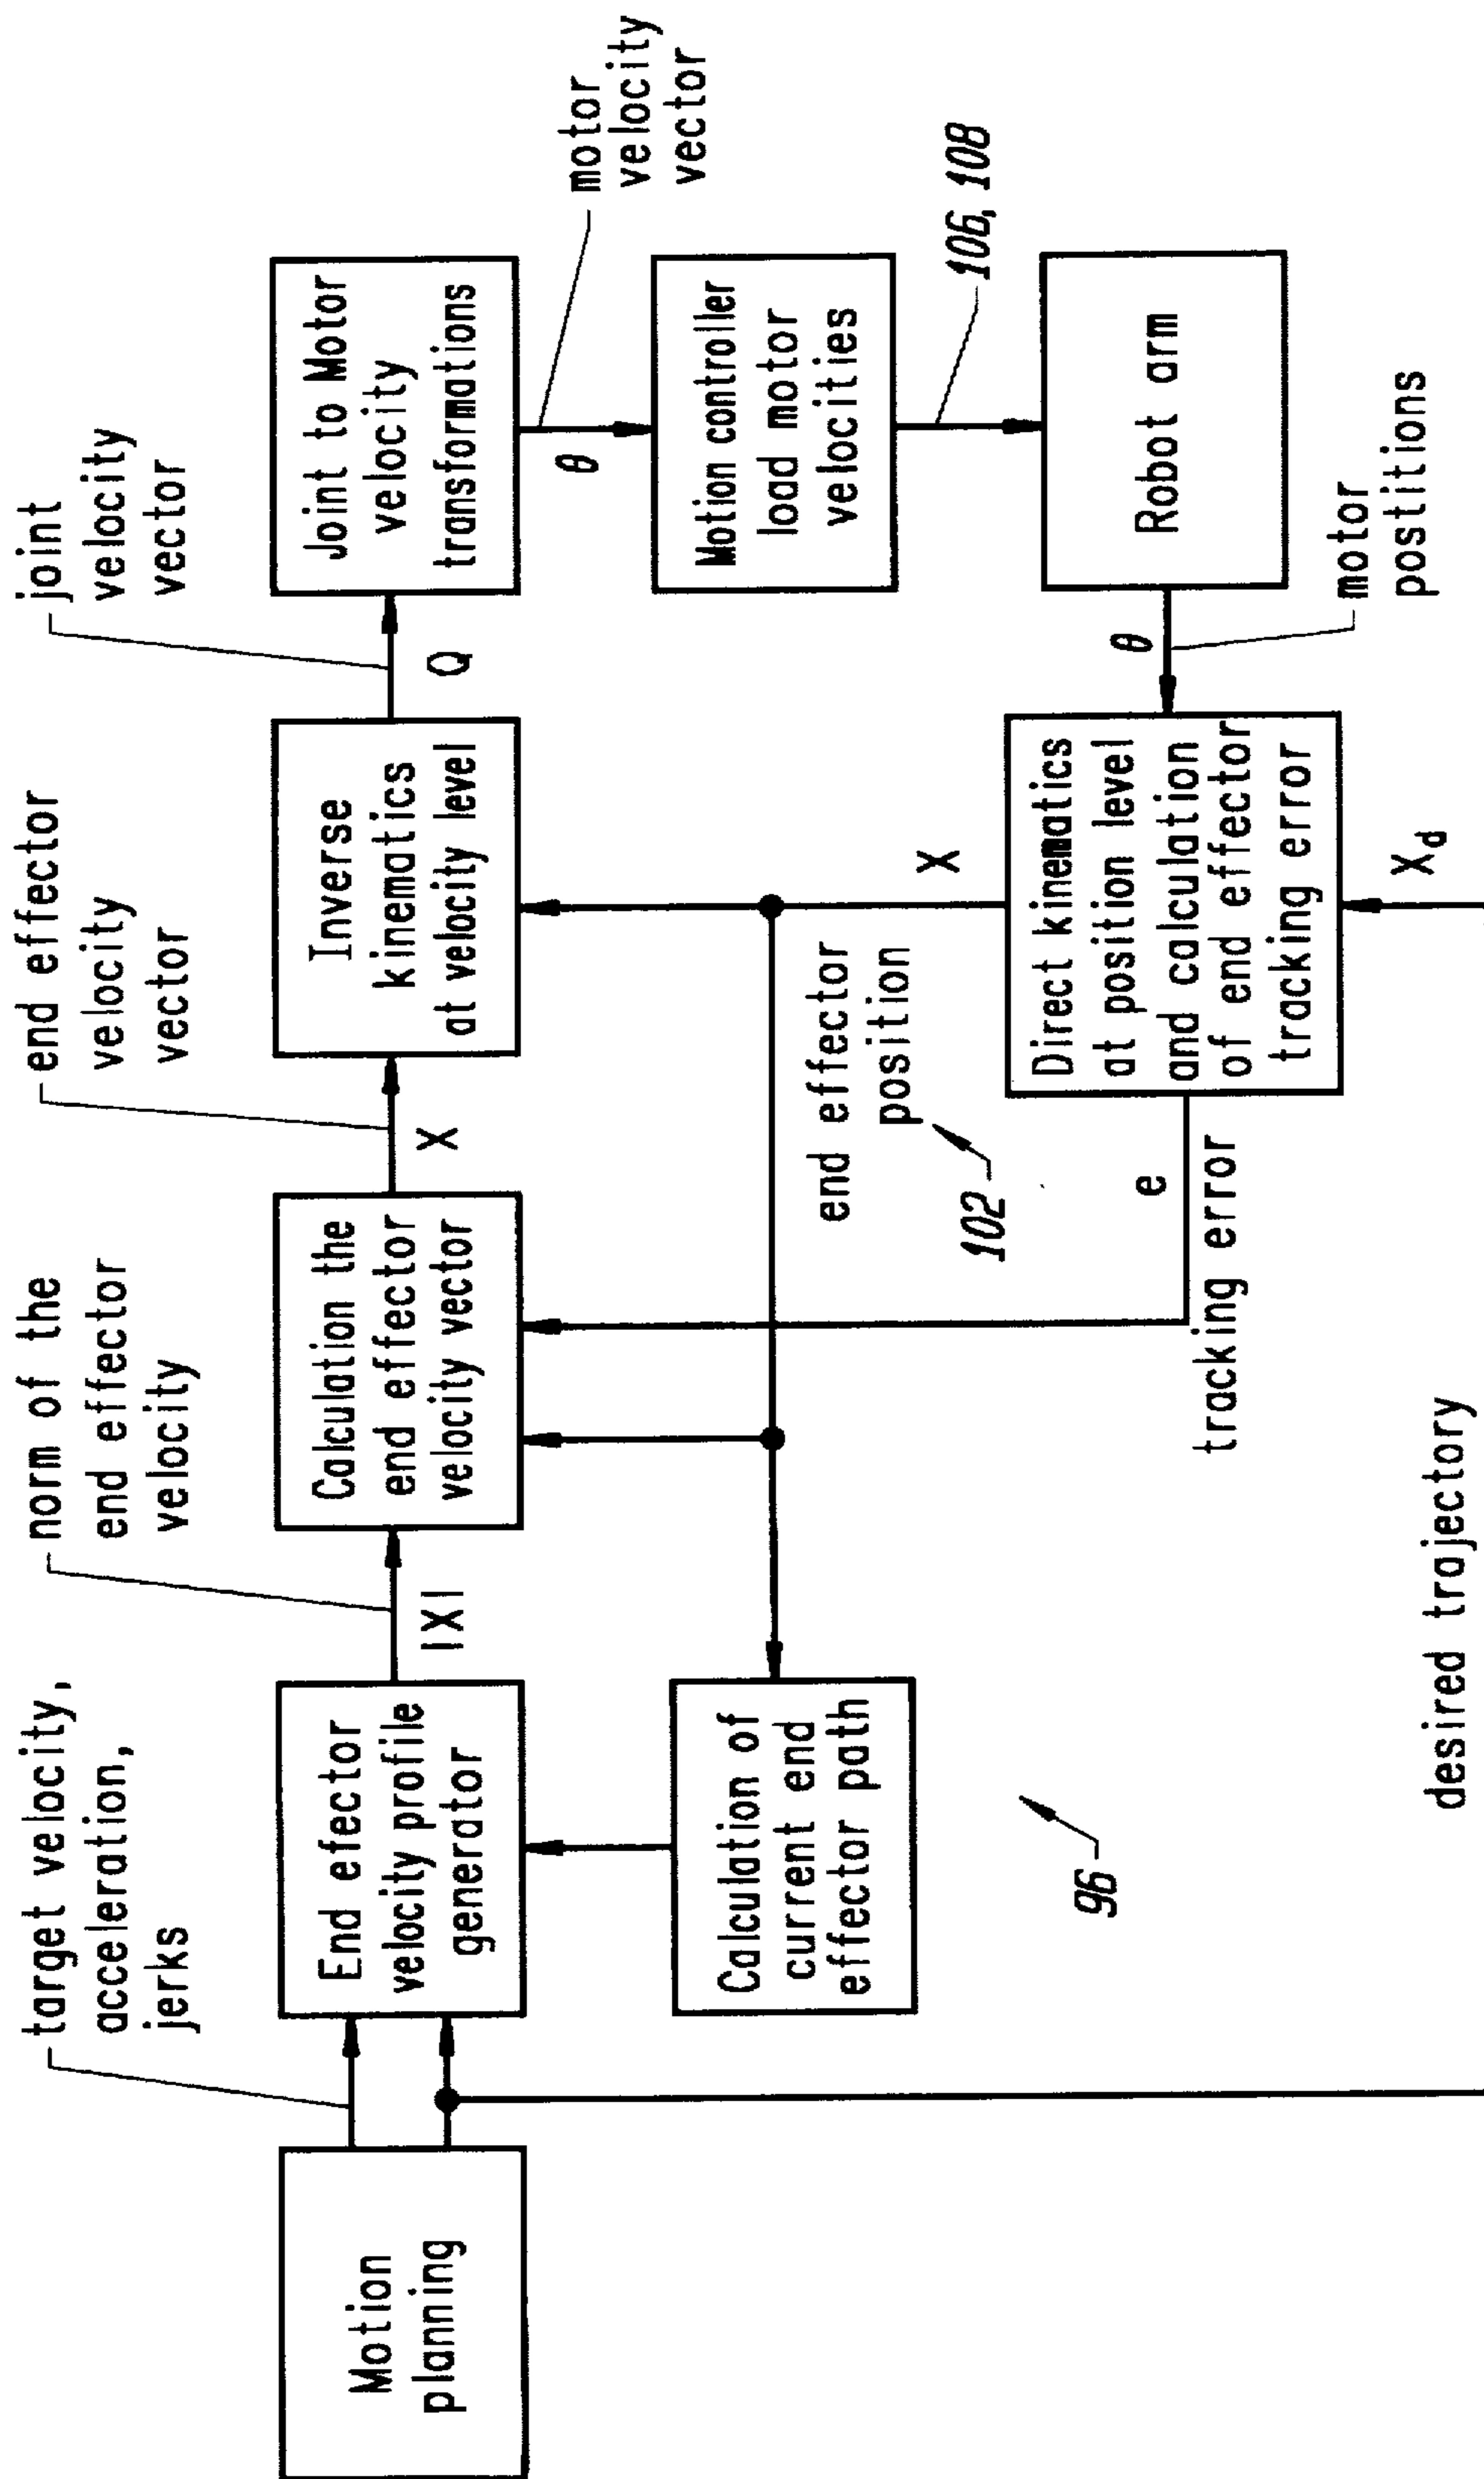 target velocity,
acceleration,
jerks
norm of the
end effector
velocity
end effector
velocity
vector
joint
velocity
vector
Motion
planning
End efector
velocity profile
generator
|X|
Calculation the
end effector
velocity vector
X
Inverse
kinematics
at velocity level
Q
Joint to Motor
velocity
transformations
motor
velocity
vector
θ
Calculation of
current end
effector path
Motion controller
load motor
velocities
106, 108
end effector
position
102
X
96
e
tracking error
Direct kinematics
at position level
and calculation
of end effector
tracking error
θ
Robot arm
motor
postitions
Xd
desired trajectory